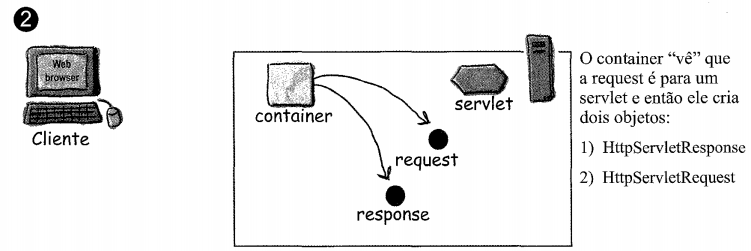 2
Web
browser
Cliente
container
servlet
request
response
O container “vê” que
a request é para um
servlet e então ele cria
dois objetos:
1) HttpServletResponse
2) HttpServletRequest